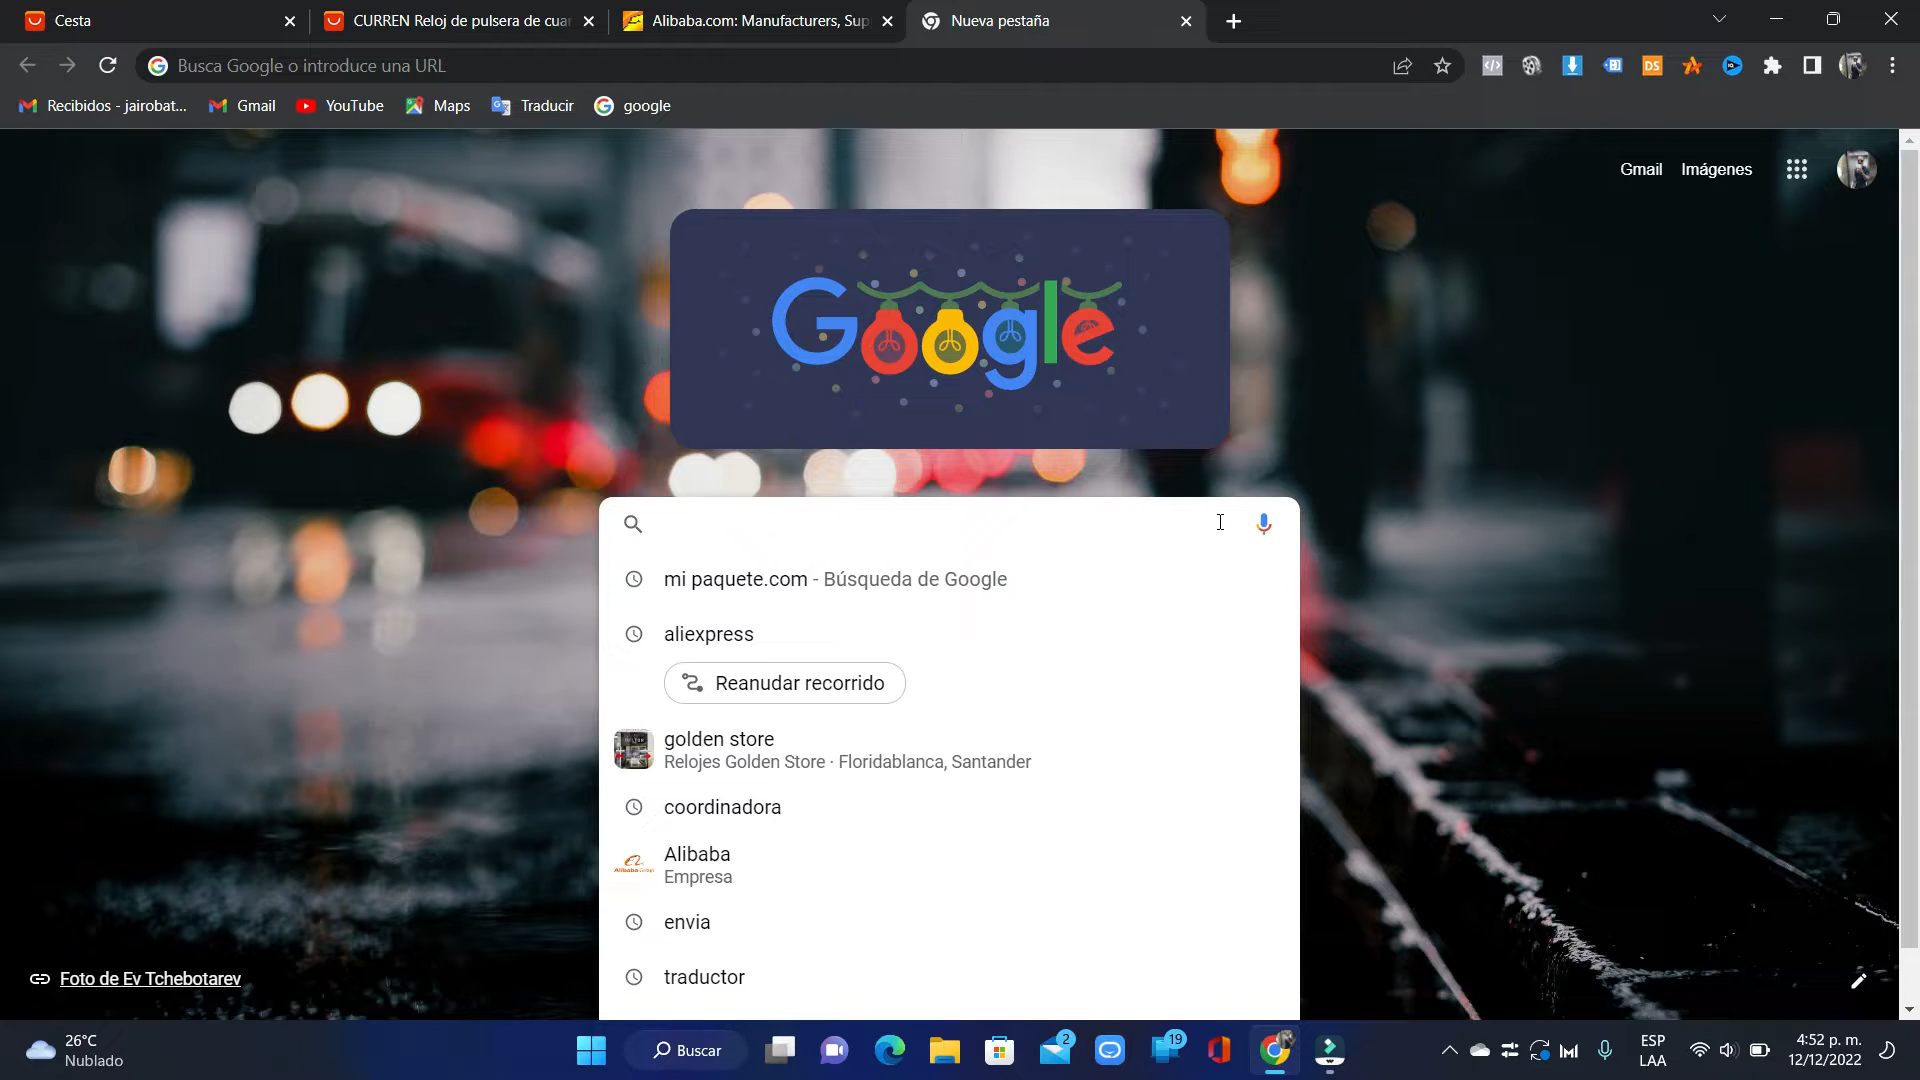 Cesta
CURREN Reloj de pulsera de cuar
Alibaba.com: Manufacturers, Sup
Nueva pestaña
Busca Google o introduce una URL
DS
Recibidos - jairobat...
Gmail
YouTube
Maps
Traducir
google
Gmail
Imágenes
Google
mi paquete.com - Búsqueda de Google
aliexpress
Reanudar recorrido
golden store
Relojes Golden Store · Floridablanca, Santander
coordinadora
Alibaba
Empresa
envia
traductor
Foto de Ev Tchebotarev
26°C
Nublado
Buscar
2
19
ESP
LAA
4:52 p. m.
12/12/2022